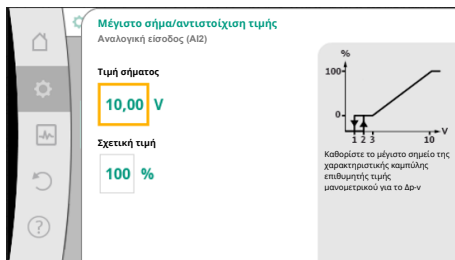 Μέγιστο σήμα/αντιστοίχιση τιμής
Αναλογική είσοδος (AI2)
Τιμή σήματος
10,00 V
Σχετική τιμή
100 %
%
100
0
1 2 3 10 V
Καθορίστε το μέγιστο σημείο της
χαρακτηριστικής καμπύλης
επιθυμητής τιμής
μανομετρικού για το Δp-v
?